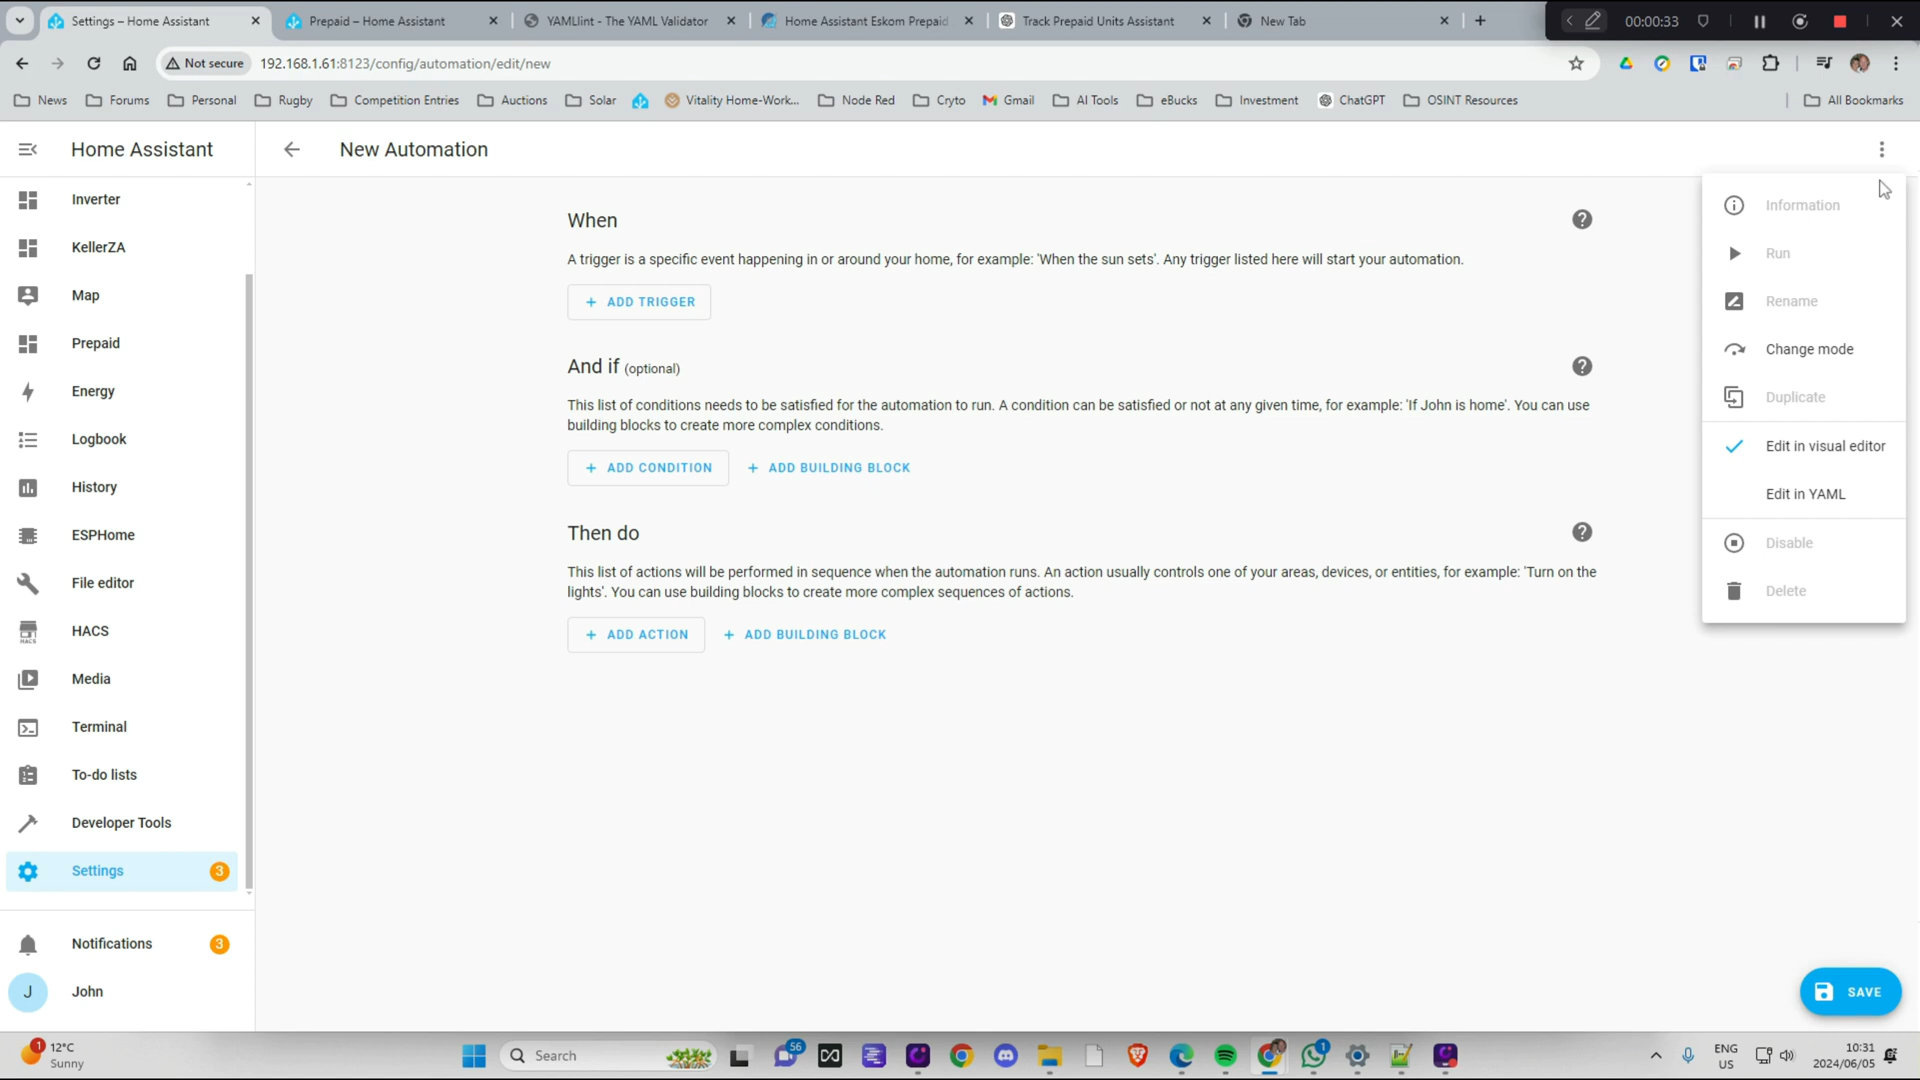 Settings – Home Assistant
Prepaid – Home Assistant
YAMLlint - The YAML Validator
Home Assistant Eskom Prepaid
Track Prepaid Units Assistant
New Tab
00:00:33
Not secure
192.168.1.61:8123/config/automation/edit/new
News
Forums
Personal
Rugby
Competition Entries
Auctions
Solar
Vitality Home-Work...
Node Red
Cryto
Gmail
AI Tools
eBucks
Investment
ChatGPT
OSINT Resources
All Bookmarks
Home Assistant
New Automation
Inverter
KellerZA
Map
Prepaid
Energy
Logbook
History
ESPHome
File editor
HACS
HACS
Media
Terminal
To-do lists
Developer Tools
Settings
3
Notifications
3
J
John
When
A trigger is a specific event happening in or around your home, for example: 'When the sun sets'. Any trigger listed here will start your automation.
+ ADD TRIGGER
And if (optional)
This list of conditions needs to be satisfied for the automation to run. A condition can be satisfied or not at any given time, for example: 'If John is home'. You can use
building blocks to create more complex conditions.
+ ADD CONDITION
+ ADD BUILDING BLOCK
Then do
This list of actions will be performed in sequence when the automation runs. An action usually controls one of your areas, devices, or entities, for example: 'Turn on the
lights'. You can use building blocks to create more complex sequences of actions.
+ ADD ACTION
+ ADD BUILDING BLOCK
Information
Run
Rename
Change mode
Duplicate
Edit in visual editor
Edit in YAML
Disable
Delete
SAVE
1
12°C
Sunny
Search
56
1
ENG
US
10:31
2024/06/05